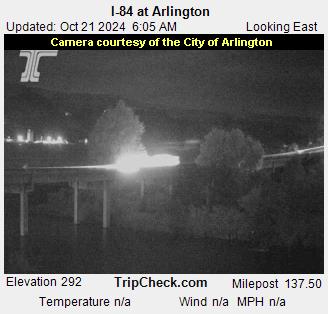 I-84 at Arlington
Updated: Oct 21 2024 6:05 AM Looking East
Camera courtesy of the City of Arlington
Elevation 292 TripCheck.com Milepost 137.50
Temperature n/a Wind n/a MPH n/a